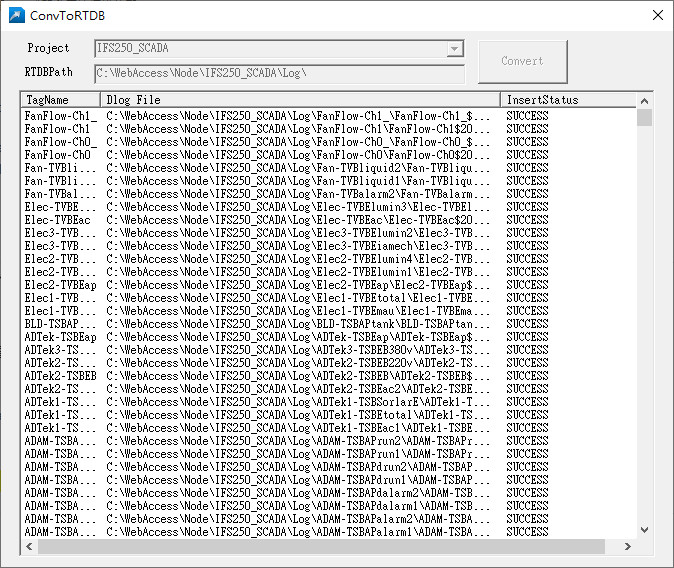 ConvToRTDB
Project IFS250_SCADA Convert
RTDBPath C:\WebAccess\Node\IFS250_SCADA\Log\
TagName Dlog File InsertStatus
FanFlow-Ch1_ C:\WebAccess\Node\IFS250_SCADA\Log\FanFlow-Ch1_\FanFlow-Ch1_$... SUCCESS
FanFlow-Ch1 C:\WebAccess\Node\IFS250_SCADA\Log\FanFlow-Ch1\FanFlow-Ch1$20... SUCCESS
FanFlow-Ch0_ C:\WebAccess\Node\IFS250_SCADA\Log\FanFlow-Ch0_\FanFlow-Ch0_$... SUCCESS
FanFlow-Ch0 C:\WebAccess\Node\IFS250_SCADA\Log\FanFlow-Ch0\FanFlow-Ch0$20... SUCCESS
Fan-TVBli... C:\WebAccess\Node\IFS250_SCADA\Log\Fan-TVBliquid2\Fan-TVBliqu... SUCCESS
Fan-TVBli... C:\WebAccess\Node\IFS250_SCADA\Log\Fan-TVBliquid1\Fan-TVBliqu... SUCCESS
Fan-TVBal... C:\WebAccess\Node\IFS250_SCADA\Log\Fan-TVBalarm2\Fan-TVBalarm... SUCCESS
Elec-TVBE... C:\WebAccess\Node\IFS250_SCADA\Log\Elec-TVBElumin3\Elec-TVBEl... SUCCESS
Elec-TVBEac C:\WebAccess\Node\IFS250_SCADA\Log\Elec-TVBEac\Elec-TVBEac$20... SUCCESS
Elec3-TVB... C:\WebAccess\Node\IFS250_SCADA\Log\Elec3-TVBElumin2\Elec3-TVB... SUCCESS
Elec3-TVB... C:\WebAccess\Node\IFS250_SCADA\Log\Elec3-TVBEiamech\Elec3-TVB... SUCCESS
Elec2-TVB... C:\WebAccess\Node\IFS250_SCADA\Log\Elec2-TVBElumin4\Elec2-TVB... SUCCESS
Elec2-TVB... C:\WebAccess\Node\IFS250_SCADA\Log\Elec2-TVBElumin1\Elec2-TVB... SUCCESS
Elec2-TVBEap C:\WebAccess\Node\IFS250_SCADA\Log\Elec2-TVBEap\Elec2-TVBEap$... SUCCESS
Elec1-TVB... C:\WebAccess\Node\IFS250_SCADA\Log\Elec1-TVBEtotal\Elec1-TVBE... SUCCESS
Elec1-TVB... C:\WebAccess\Node\IFS250_SCADA\Log\Elec1-TVBEmau\Elec1-TVBEma... SUCCESS
BLD-TSBAP... C:\WebAccess\Node\IFS250_SCADA\Log\BLD-TSBAPtank\BLD-TSBAPtan... SUCCESS
ADTek-TSBEap C:\WebAccess\Node\IFS250_SCADA\Log\ADTek-TSBEap\ADTek-TSBEap$... SUCCESS
ADTek3-TS... C:\WebAccess\Node\IFS250_SCADA\Log\ADTek3-TSBEB380v\ADTek3-TS... SUCCESS
ADTek2-TS... C:\WebAccess\Node\IFS250_SCADA\Log\ADTek2-TSBEB220v\ADTek2-TS... SUCCESS
ADTek2-TSBEB C:\WebAccess\Node\IFS250_SCADA\Log\ADTek2-TSBEB\ADTek2-TSBEB$... SUCCESS
ADTek2-TS... C:\WebAccess\Node\IFS250_SCADA\Log\ADTek2-TSBEac2\ADTek2-TSBE... SUCCESS
ADTek1-TS... C:\WebAccess\Node\IFS250_SCADA\Log\ADTek1-TSBSorlarE\ADTek1-T... SUCCESS
ADTek1-TS... C:\WebAccess\Node\IFS250_SCADA\Log\ADTek1-TSBEtotal\ADTek1-TS... SUCCESS
ADTek1-TS... C:\WebAccess\Node\IFS250_SCADA\Log\ADTek1-TSBEac1\ADTek1-TSBE... SUCCESS
ADAM-TSBA... C:\WebAccess\Node\IFS250_SCADA\Log\ADAM-TSBAPrun2\ADAM-TSBAPr... SUCCESS
ADAM-TSBA... C:\WebAccess\Node\IFS250_SCADA\Log\ADAM-TSBAPrun1\ADAM-TSBAPr... SUCCESS
ADAM-TSBA... C:\WebAccess\Node\IFS250_SCADA\Log\ADAM-TSBAPdrun2\ADAM-TSBAP... SUCCESS
ADAM-TSBA... C:\WebAccess\Node\IFS250_SCADA\Log\ADAM-TSBAPdrun1\ADAM-TSBAP... SUCCESS
ADAM-TSBA... C:\WebAccess\Node\IFS250_SCADA\Log\ADAM-TSBAPdalarm2\ADAM-TSB... SUCCESS
ADAM-TSBA... C:\WebAccess\Node\IFS250_SCADA\Log\ADAM-TSBAPdalarm1\ADAM-TSB... SUCCESS
ADAM-TSBA... C:\WebAccess\Node\IFS250_SCADA\Log\ADAM-TSBAPalarm2\ADAM-TSBA... SUCCESS
ADAM-TSBA... C:\WebAccess\Node\IFS250_SCADA\Log\ADAM-TSBAPalarm1\ADAM-TSBA... SUCCESS